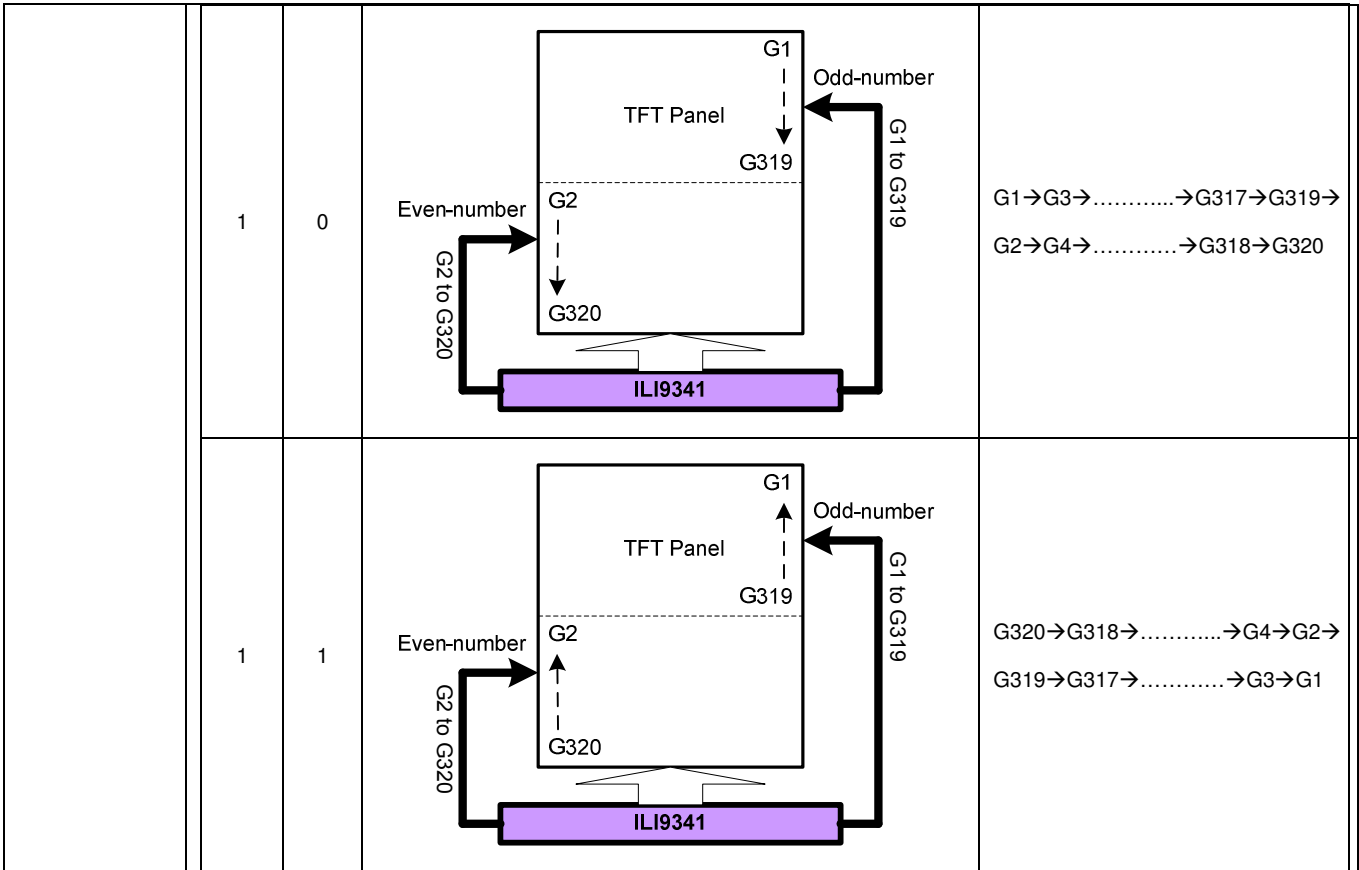 1
0
G1
Odd-number
TFT Panel
G1 to G319
G319
Even-number
G2
G2 to G320
G320
ILI9341
G1→G3→…………...→G317→G319→
G2→G4→…………→G318→G320
1
1
G1
Odd-number
TFT Panel
G1 to G319
G319
Even-number
G2
G2 to G320
G320
ILI9341
G320→G318→………...→G4→G2→
G319→G317→…………→G3→G1